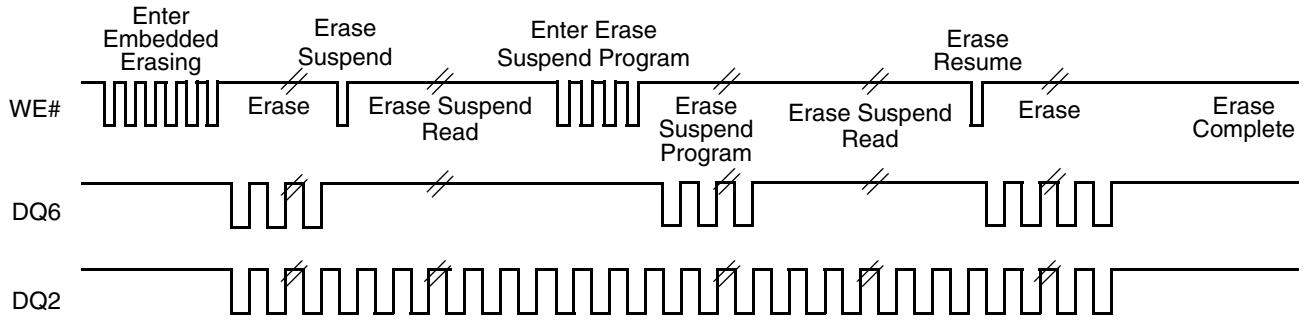 Enter
Embedded
Erasing
Erase
Suspend
Enter Erase
Suspend Program
Erase
Resume
WE#
Erase
Erase Suspend
Read
Erase
Suspend
Program
Erase Suspend
Read
Erase
Erase
Complete
DQ6
DQ2